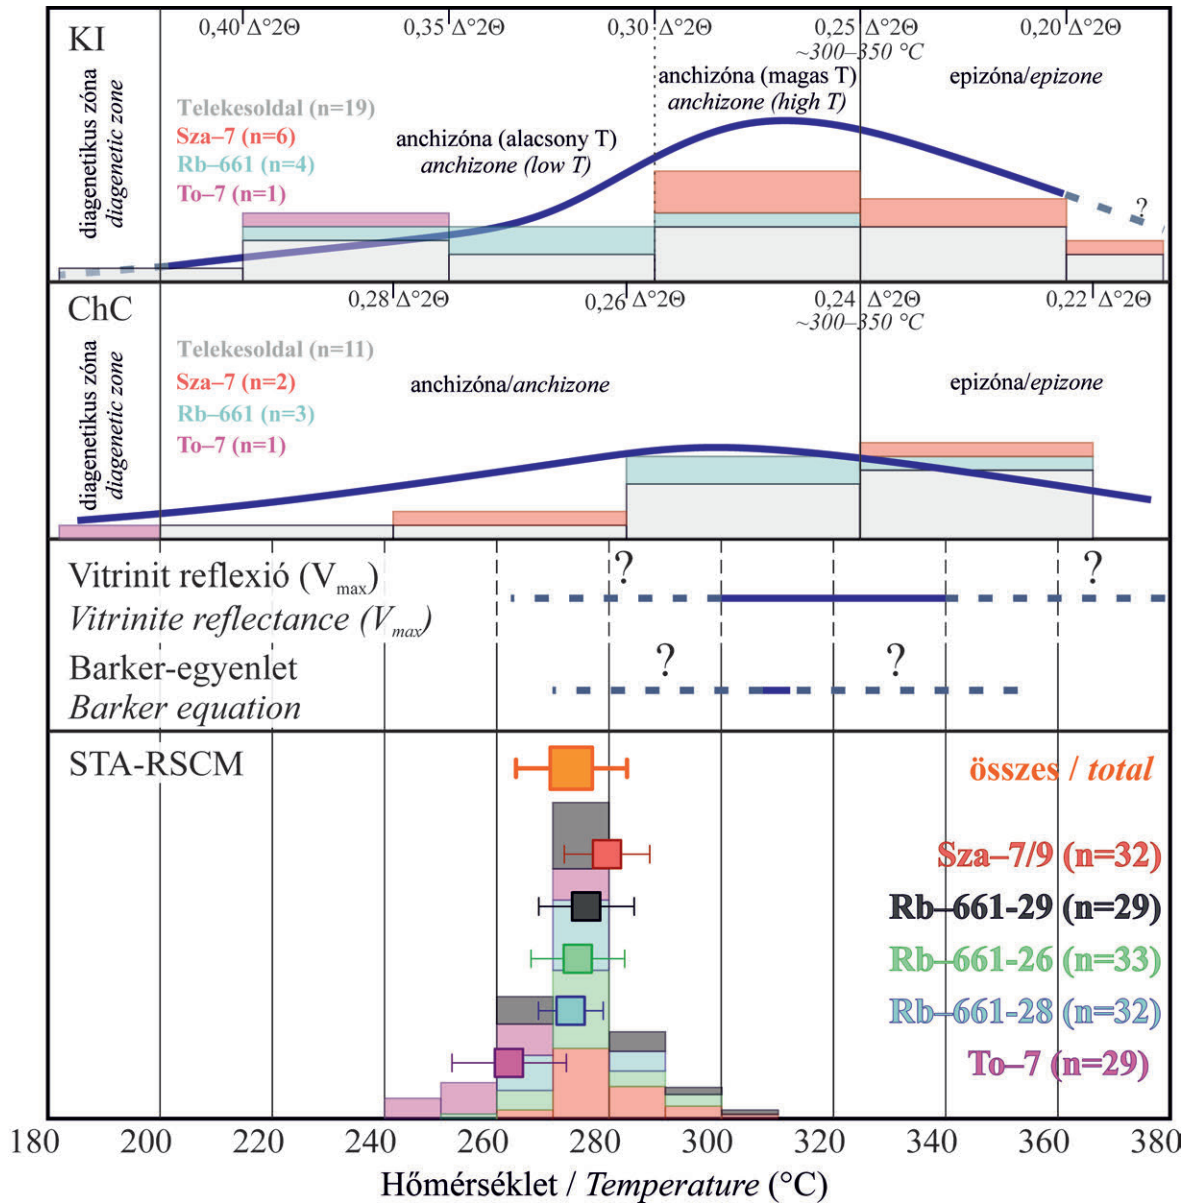 KI
0,40 Δ°2Θ
0,35 Δ°2Θ
0,30 Δ°2Θ
0,25 Δ°2Θ
0,20 Δ°2Θ
~300–350 °C
diagenetikus zóna
diagenetic zone
Telekesoldal (n=19)
Sza–7 (n=6)
Rb–661 (n=4)
To–7 (n=1)
anchizóna (alacsony T)
anchizone (low T)
anchizóna (magas T)
anchizone (high T)
epizóna/epizone
?
ChC
0,28 Δ°2Θ
0,26 Δ°2Θ
0,24 Δ°2Θ
0,22 Δ°2Θ
~300–350 °C
diagenetikus zóna
diagenetic zone
Telekesoldal (n=11)
Sza–7 (n=2)
Rb–661 (n=3)
To–7 (n=1)
anchizóna/anchizone
epizóna/epizone
Vitrinit reflexió (Vmax)
Vitrinite reflectance (Vmax)
? ?
Barker-egyenlet
Barker equation
? ?
STA-RSCM
összes / total
Sza–7/9 (n=32)
Rb–661-29 (n=29)
Rb–661-26 (n=33)
Rb–661-28 (n=32)
To–7 (n=29)
180 200 220 240 260 280 300 320 340 360 380
Hőmérséklet / Temperature (°C)